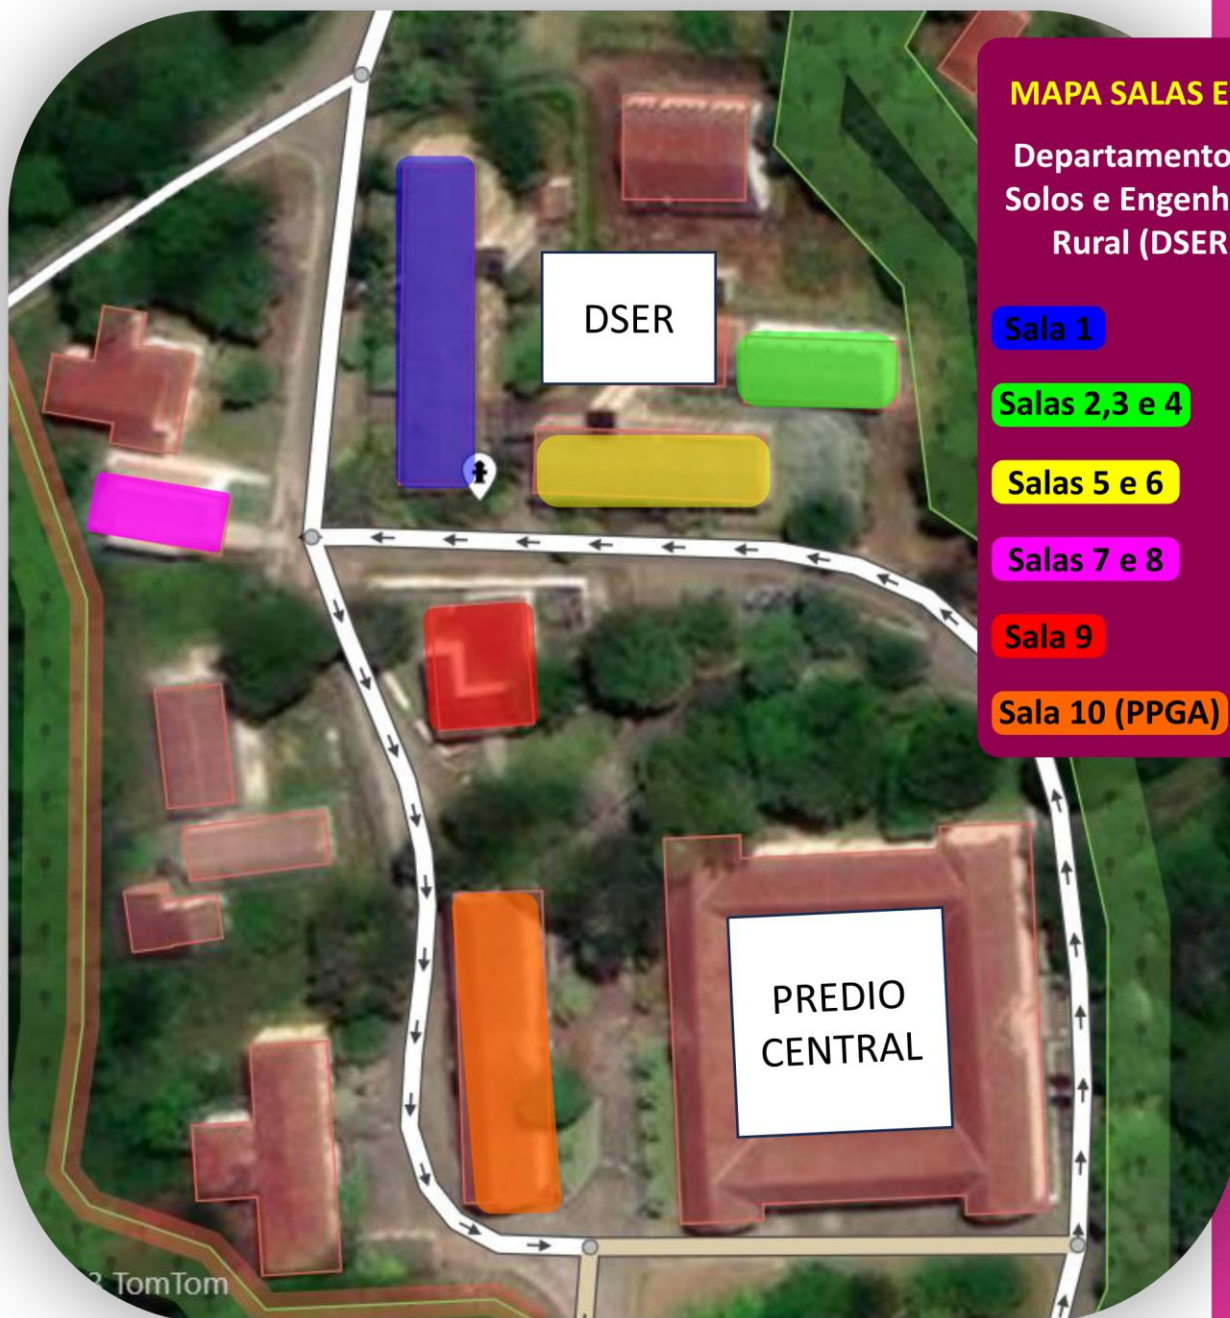 MAPA SALAS E
Departamento
Solos e Engenh
Rural (DSER
Sala 1
Salas 2,3 e 4
Salas 5 e 6
Salas 7 e 8
Sala 9
Sala 10 (PPGA)
DSER
PREDIO
CENTRAL
TomTom